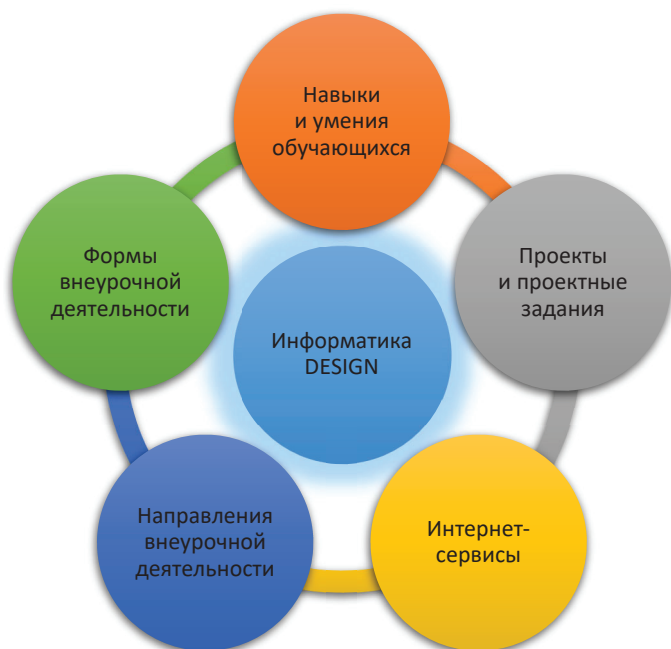 Навыки
и умения
обучающихся
Проекты
и проектные
задания
Интернет-
сервисы
Направления
внеурочной
деятельности
Формы
внеурочной
деятельности
Информатика
DESIGN